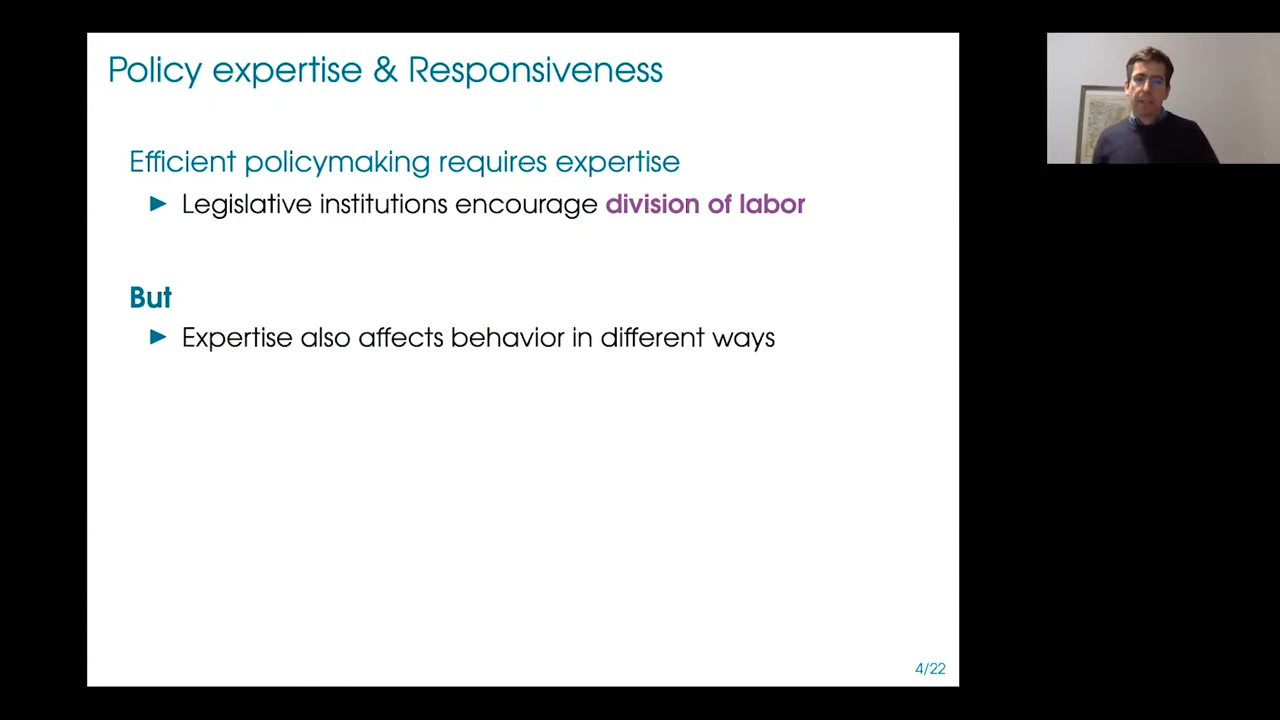 Policy expertise & Responsiveness
Efficient policymaking requires expertise
▶ Legislative institutions encourage division of labor
But
▶ Expertise also affects behavior in different ways
4/22